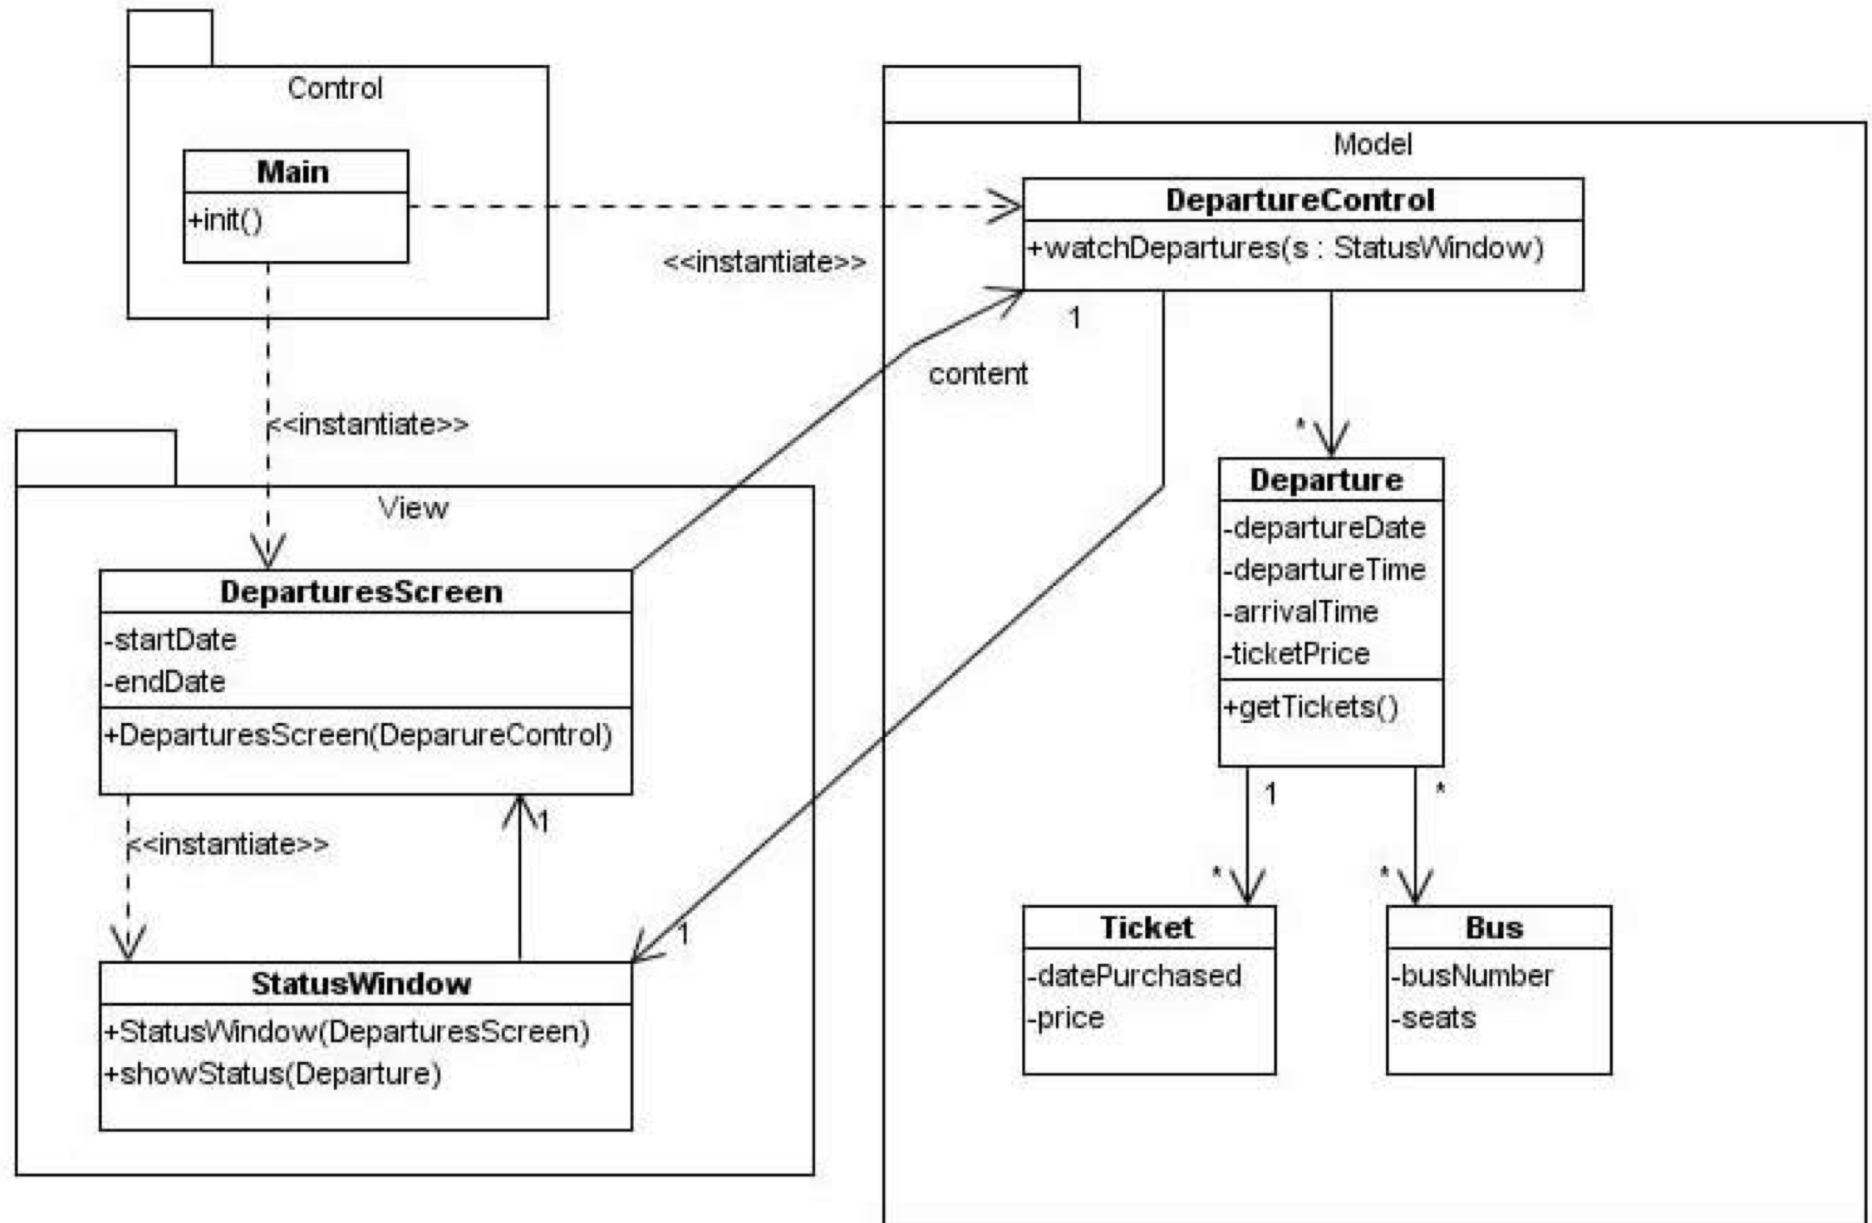 Control
Main
+init()
<<instantiate>>
<<instantiate>>
Model
DepartureControl
+watchDepartures(s : StatusWindow)
1
content
*
Departure
-departureDate
-departureTime
-arrivalTime
-ticketPrice
+getTickets()
1
*
*
*
Ticket
-datePurchased
-price
Bus
-busNumber
-seats
View
DeparturesScreen
-startDate
-endDate
+DeparturesScreen(DeparureControl)
<<instantiate>>
1
1
StatusWindow
+StatusWindow(DeparturesScreen)
+showStatus(Departure)